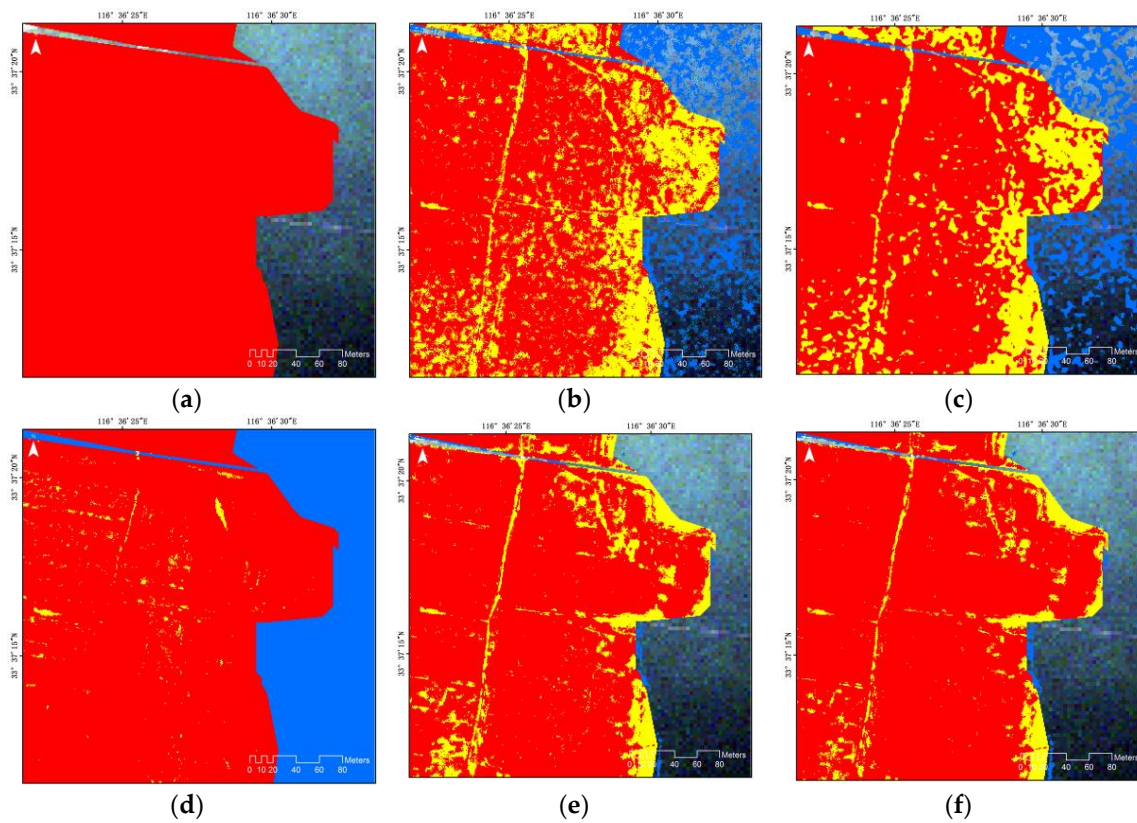 116° 36' 25"E 116° 36' 30"E 116° 36' 25"E 116° 36' 30"E 116° 36' 25"E 116° 36' 30"E
33° 37' 20"N 33° 37' 20"N 33° 37' 20"N
33° 37' 15"N 33° 37' 15"N 33° 37' 15"N
Meters Meters Meters
0 10 20 40 60 80 40 60 80 40 60 80
(a) (b) (c)
116° 36' 25"E 116° 36' 30"E 116° 36' 25"E 116° 36' 30"E 116° 36' 25"E 116° 36' 30"E
33° 37' 20"N 33° 37' 20"N 33° 37' 20"N
33° 37' 15"N 33° 37' 15"N 33° 37' 15"N
Meters Meters Meters
0 10 20 40 60 80 40 60 80 40 60 80
(d) (e) (f)